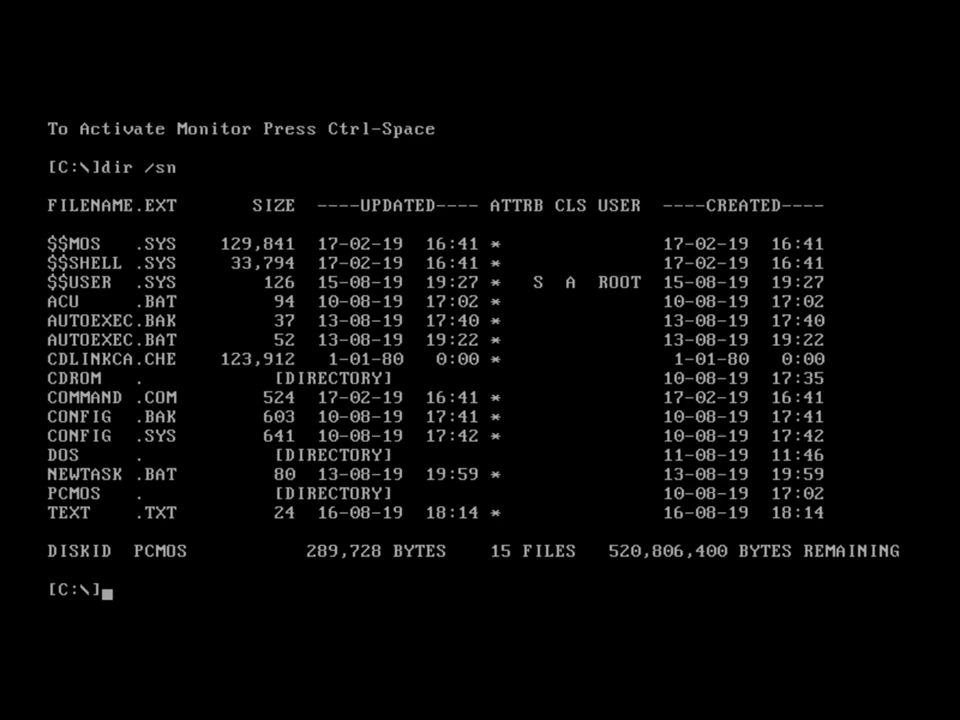 To Activate Monitor Press Ctrl-Space
[C:\]dir /sn
FILENAME.EXT       SIZE  ----UPDATED---- ATTRB CLS USER  ----CREATED----
$$MOS   .SYS    129,841  17-02-19  16:41 *               17-02-19  16:41
$$SHELL .SYS     33,794  17-02-19  16:41 *               17-02-19  16:41
$$USER  .SYS        126  15-08-19  19:27 *   S  A  ROOT  15-08-19  19:27
ACU     .BAT         94  10-08-19  17:02 *               10-08-19  17:02
AUTOEXEC.BAK         37  13-08-19  17:40 *               13-08-19  17:40
AUTOEXEC.BAT         52  13-08-19  19:22 *               13-08-19  19:22
CDLINKCA.CHE    123,912   1-01-80   0:00 *                1-01-80   0:00
CDROM   .            [DIRECTORY]                         10-08-19  17:35
COMMAND .COM        524  17-02-19  16:41 *               17-02-19  16:41
CONFIG  .BAK        603  10-08-19  17:41 *               10-08-19  17:41
CONFIG  .SYS        641  10-08-19  17:42 *               10-08-19  17:42
DOS     .            [DIRECTORY]                         11-08-19  11:46
NEWTASK .BAT         80  13-08-19  19:59 *               13-08-19  19:59
PCMOS   .            [DIRECTORY]                         10-08-19  17:02
TEXT    .TXT         24  16-08-19  18:14 *               16-08-19  18:14
DISKID  PCMOS           289,728 BYTES    15 FILES   520,806,400 BYTES REMAINING
[C:\]